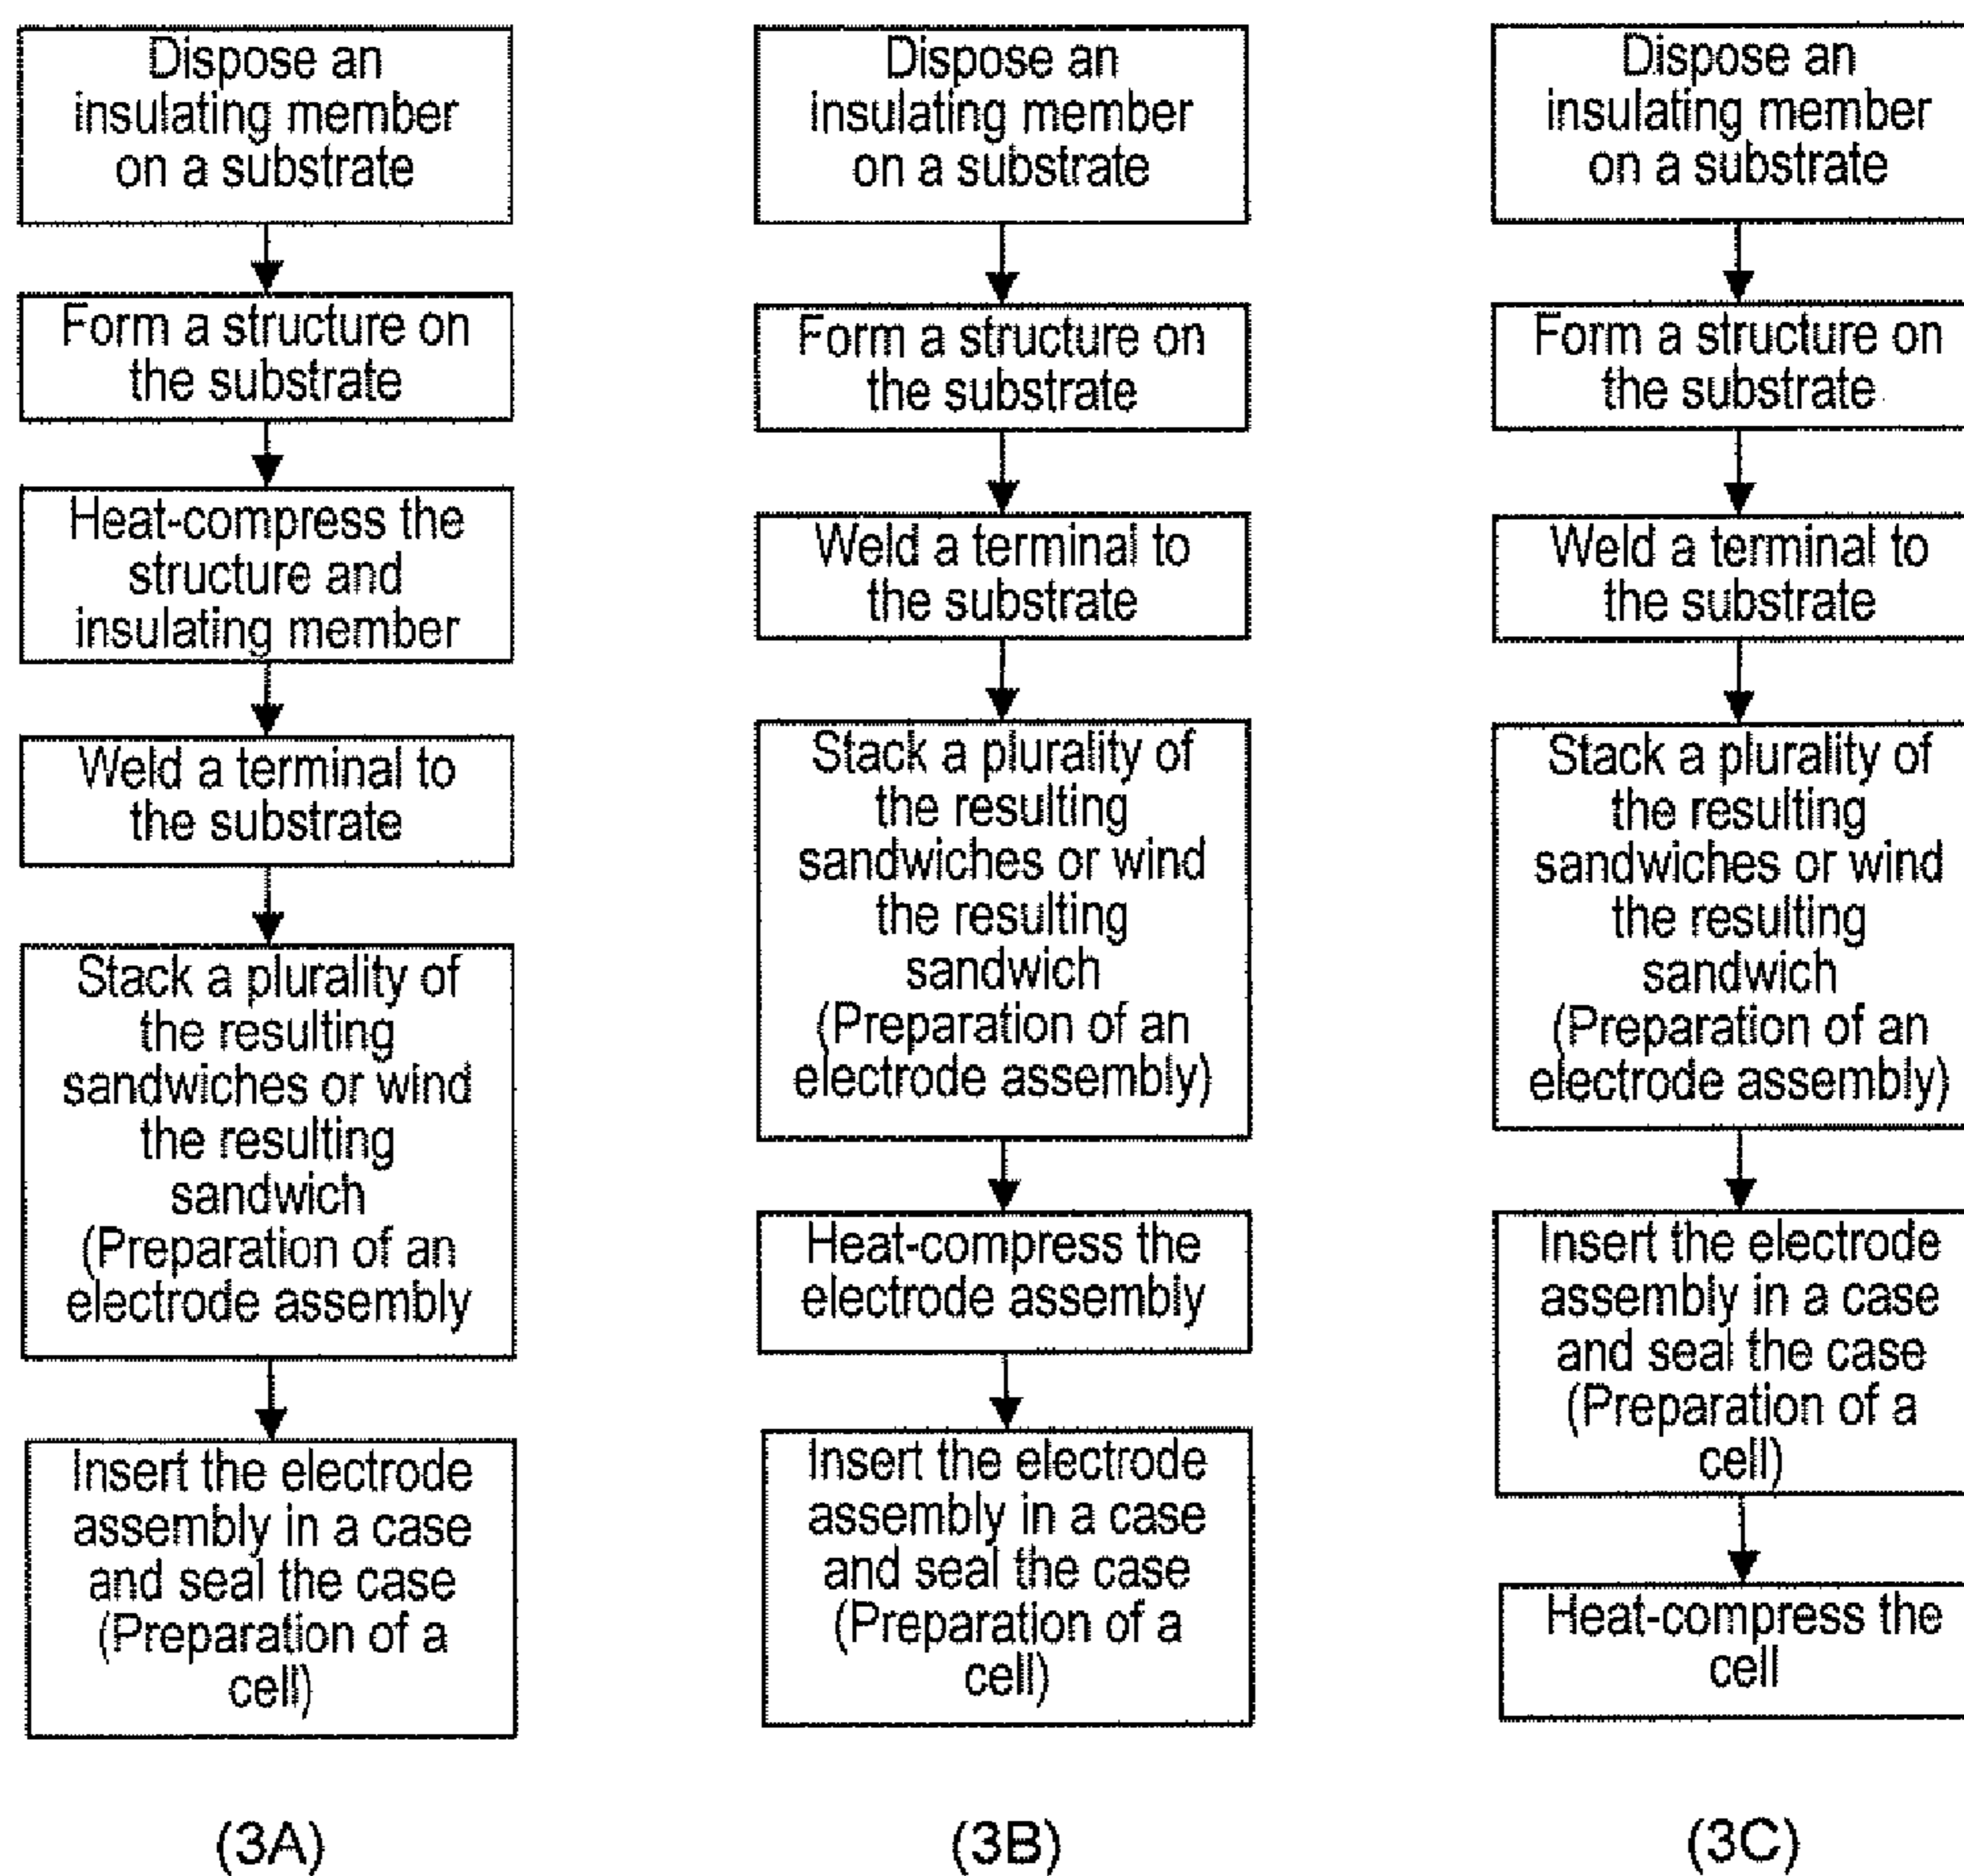 Dispose an
insulating member
on a substrate
Form a structure on
the substrate
Heat-compress the
structure and
insulating member
Weld a terminal to
the substrate
Stack a plurality of
the resulting
sandwiches or wind
the resulting
sandwich
(Preparation of an
electrode assembly
Insert the electrode
assembly in a case
and seal the case
(Preparation of a
cell)
(3A)
Dispose an
insulating member
on a substrate
Form a structure on
the substrate
Weld a terminal to
the substrate
Stack a plurality of
the resulting
sandwiches or wind
the resulting
sandwich
(Preparation of an
electrode assembly)
Heat-compress the
electrode assembly
Insert the electrode
assembly in a case
and seal the case
(Preparation of a
cell)
(3B)
Dispose an
insulating member
on a substrate
Form a structure on
the substrate
Weld a terminal to
the substrate
Stack a plurality of
the resulting
sandwiches or wind
the resulting
sandwich
(Preparation of an
electrode assembly)
Insert the electrode
assembly in a case
and seal the case
(Preparation of a
cell)
Heat-compress the
cell
(3C)